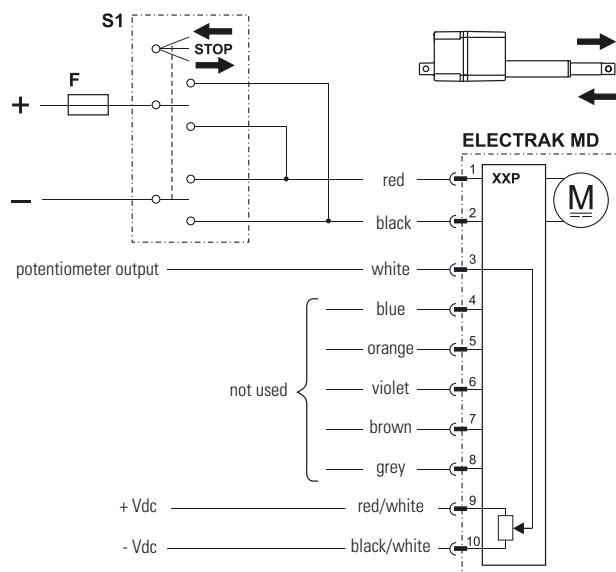 S1
STOP
F
+
−
ELECTRAK MD
XXP
M
red 1
black 2
potentiometer output white 3
blue 4
orange 5
not used violet 6
brown 7
grey 8
+ Vdc red/white 9
- Vdc black/white 10